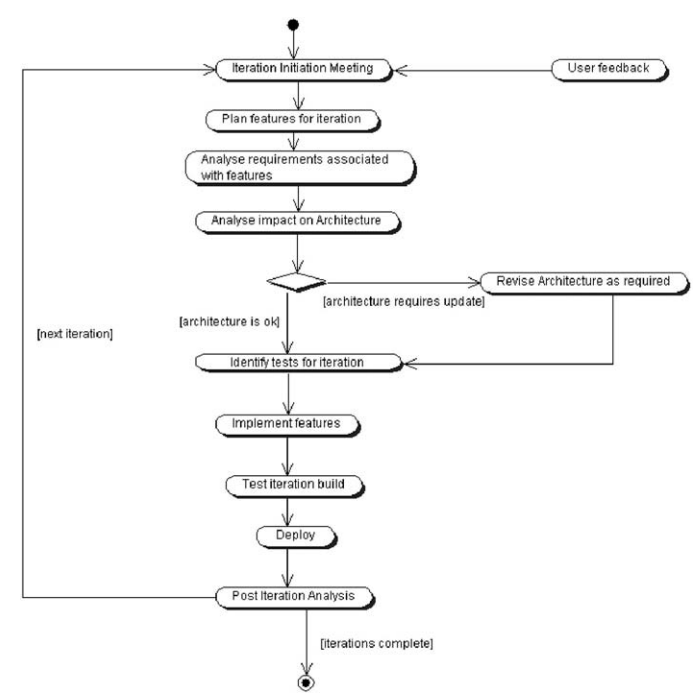 Iteration Initiation Meeting
User feedback
Plan features for iteration
Analyse requirements associated
with features
Analyse impact on Architecture
Revise Architecture as required
[architecture requires update]
[architecture is ok]
[next iteration]
Identify tests for iteration
Implement features
Test iteration build
Deploy
Post Iteration Analysis
[iterations complete]